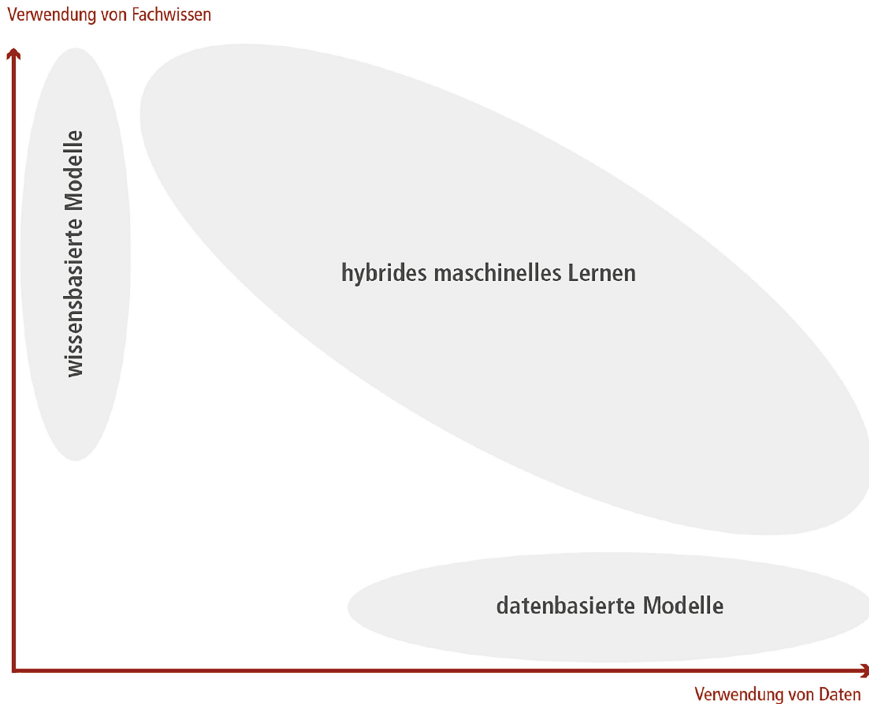 Verwendung von Fachwissen
wissensbasierte Modelle
hybrides maschinelles Lernen
datenbasierte Modelle
Verwendung von Daten